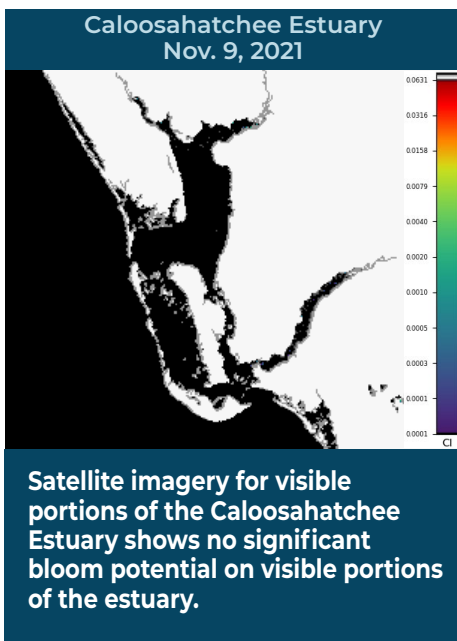 Caloosahatchee Estuary
Nov. 9, 2021
0.0631
0.0316
0.0158
0.0079
0.0040
0.0020
0.0010
0.0005
0.0003
0.0001
0.0001
CI
Satellite imagery for visible
portions of the Caloosahatchee
Estuary shows no significant
bloom potential on visible portions
of the estuary.